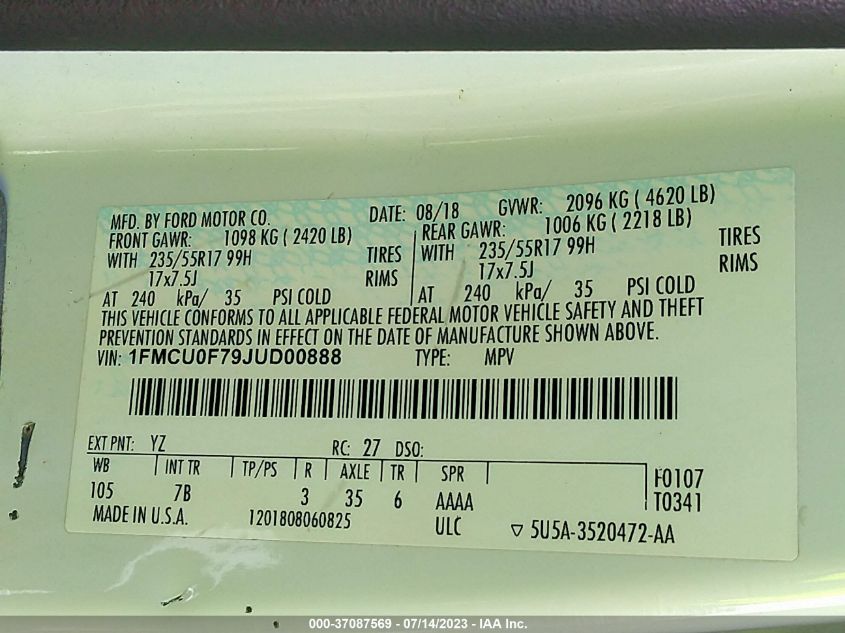 MFD. BY FORD MOTOR CO. DATE: 08/18 GVWR: 2096 KG ( 4620 LB)
FRONT GAWR: 1098 KG ( 2420 LB) REAR GAWR: 1006 KG ( 2218 LB)
WITH 235/55R17 99H TIRES WITH 235/55R17 99H TIRES
17x7.5J RIMS 17x7.5J RIMS
AT 240 kPa/ 35 PSI COLD AT 240 kPa/ 35 PSI COLD
THIS VEHICLE CONFORMS TO ALL APPLICABLE FEDERAL MOTOR VEHICLE SAFETY AND THEFT
PREVENTION STANDARDS IN EFFECT ON THE DATE OF MANUFACTURE SHOWN ABOVE.
VIN: 1FMCU0F79JUD00888 TYPE: MPV
EXT PNT: YZ RC: 27 DSO:
WB INT TR TP/PS R AXLE TR SPR F0107
105 7B 3 35 6 AAAA T0341
MADE IN U.S.A. 1201808060825 ULC ▽ 5U5A-3520472-AA
000-37087569 - 07/14/2023 - IAA Inc.